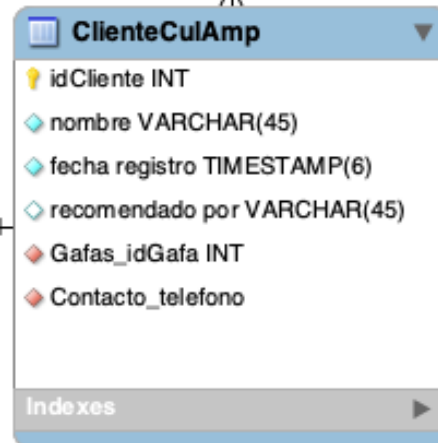 ClienteCulAmp
idCliente INT
nombre VARCHAR(45)
fecha registro TIMESTAMP(6)
recomendado por VARCHAR(45)
Gafas_idGafa INT
Contacto_telefono
Indexes